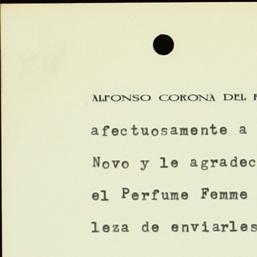 ALFONSO CORONA DEL
afectuosamente a
Novo y le agradec
el Perfume Femme
leza de enviarles